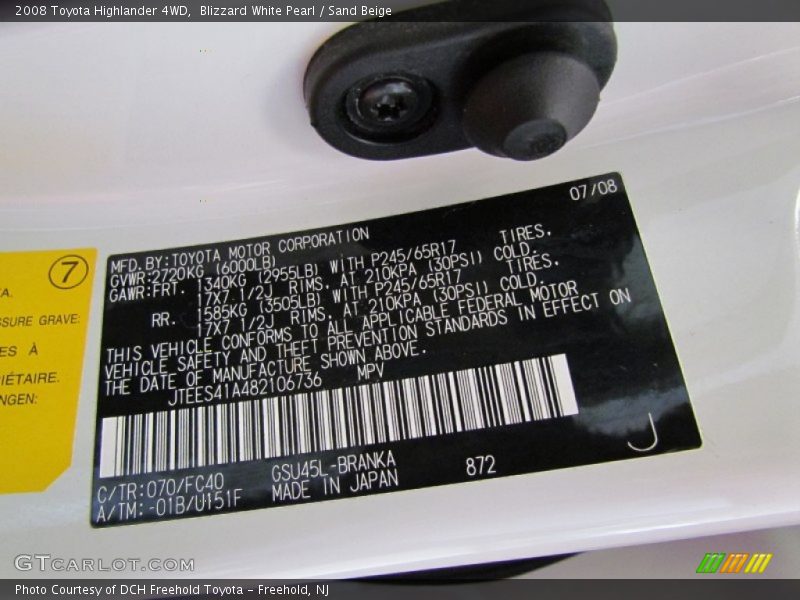 2008 Toyota Highlander 4WD, Blizzard White Pearl / Sand Beige
7
TA.
SSURE GRAVE:
ES À
IÉTAIRE.
NGEN:
07/08
MFD.BY:TOYOTA MOTOR CORPORATION
GVWR:2720KG (6000LB)
GAWR:FRT. 1340KG (2955LB) WITH P245/65R17 TIRES.
17X7 1/2J RIMS, AT 210KPA (30PSI) COLD.
RR. 1585KG (3505LB) WITH P245/65R17 TIRES.
17X7 1/2J RIMS, AT 210KPA (30PSI) COLD.
THIS VEHICLE CONFORMS TO ALL APPLICABLE FEDERAL MOTOR
VEHICLE SAFETY AND THEFT PREVENTION STANDARDS IN EFFECT ON
THE DATE OF MANUFACTURE SHOWN ABOVE.
JTEES41A482106736 MPV
C/TR:070/FC40 GSU45L-BRANKA 872
A/TM:-01B/U151F MADE IN JAPAN
J
GTCARLOT.COM
Photo Courtesy of DCH Freehold Toyota – Freehold, NJ